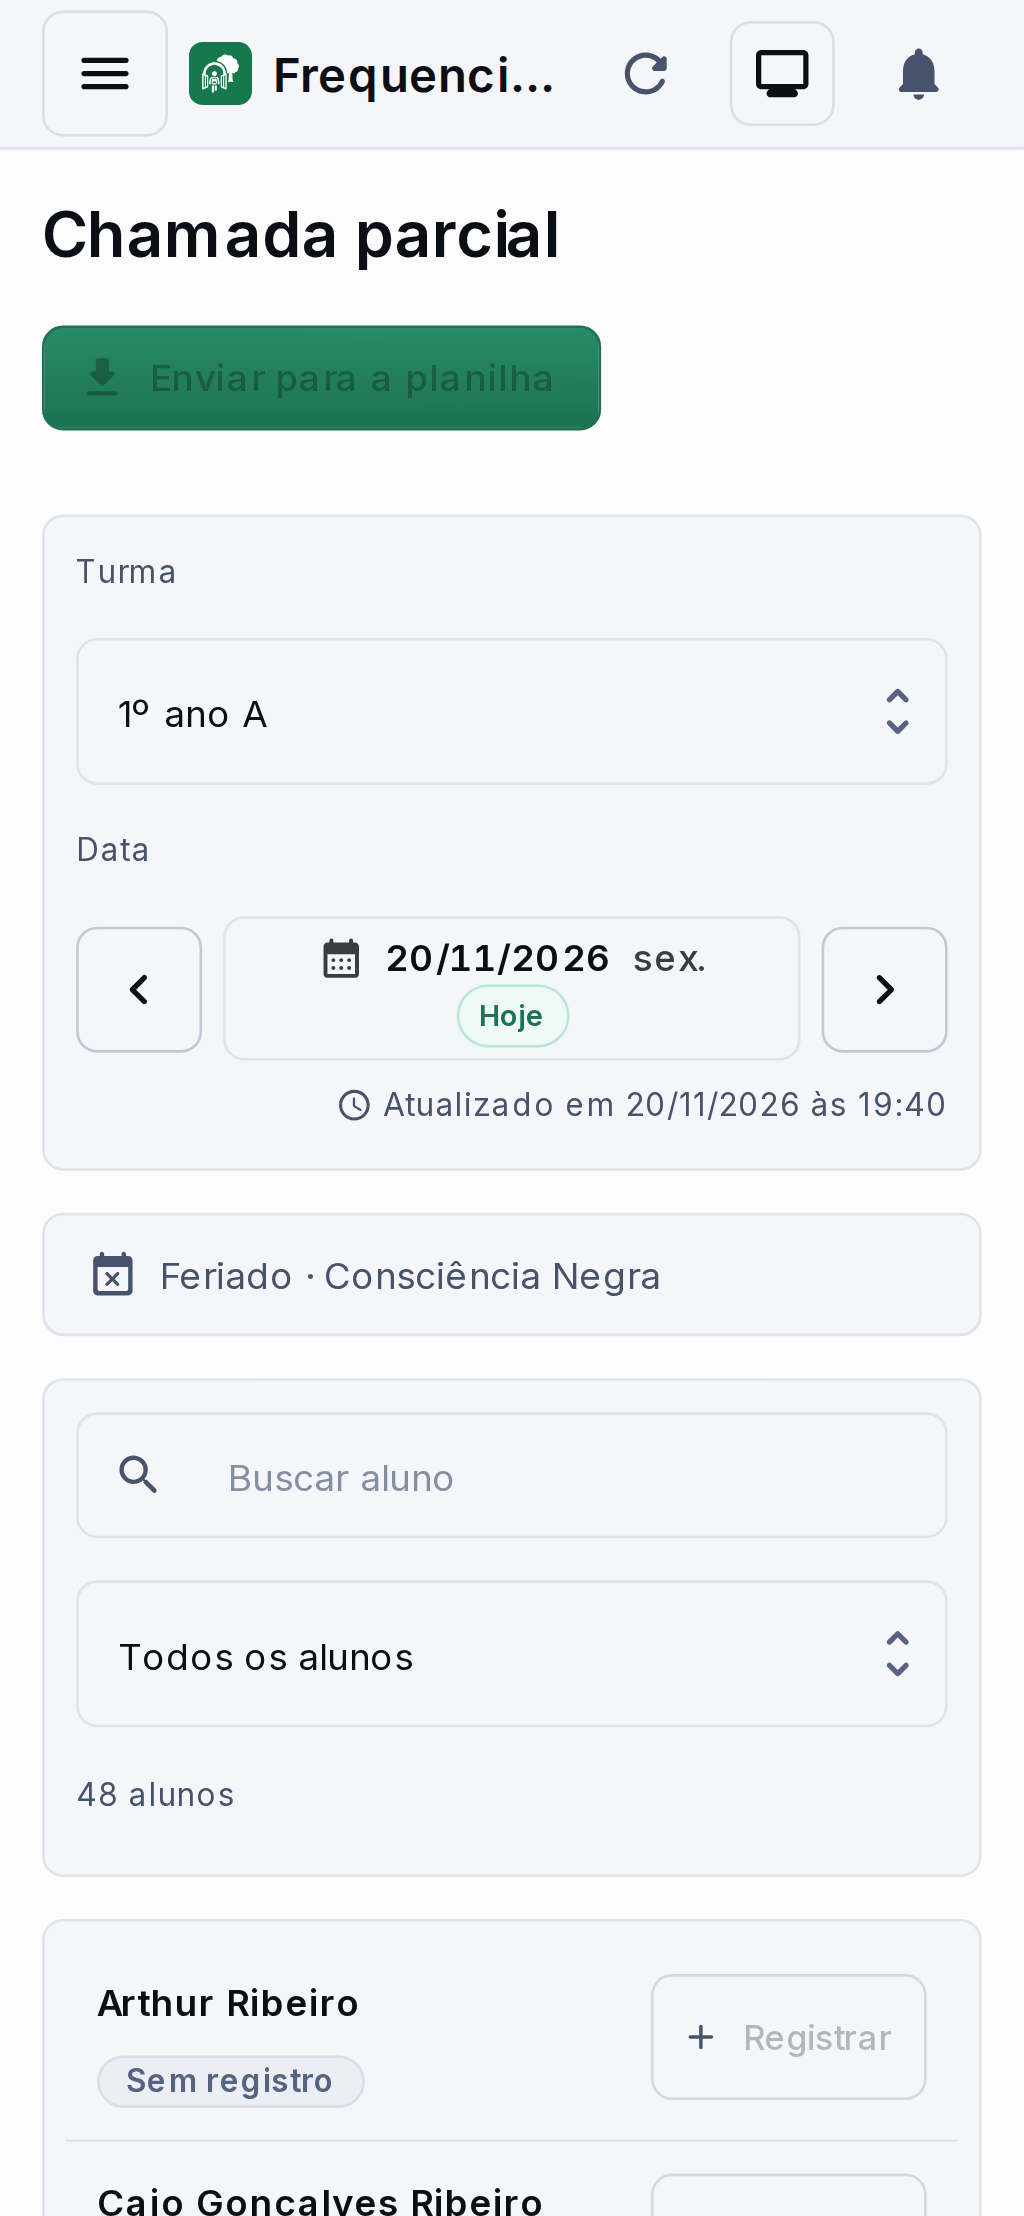 Frequenci...
Chamada parcial
Enviar para a planilha
Turma
1º ano A
Data
20/11/2026 sex.
Hoje
Atualizado em 20/11/2026 às 19:40
Feriado · Consciência Negra
Buscar aluno
Todos os alunos
48 alunos
Arthur Ribeiro
Registrar
Sem registro
Caio Gonçalves Ribeiro